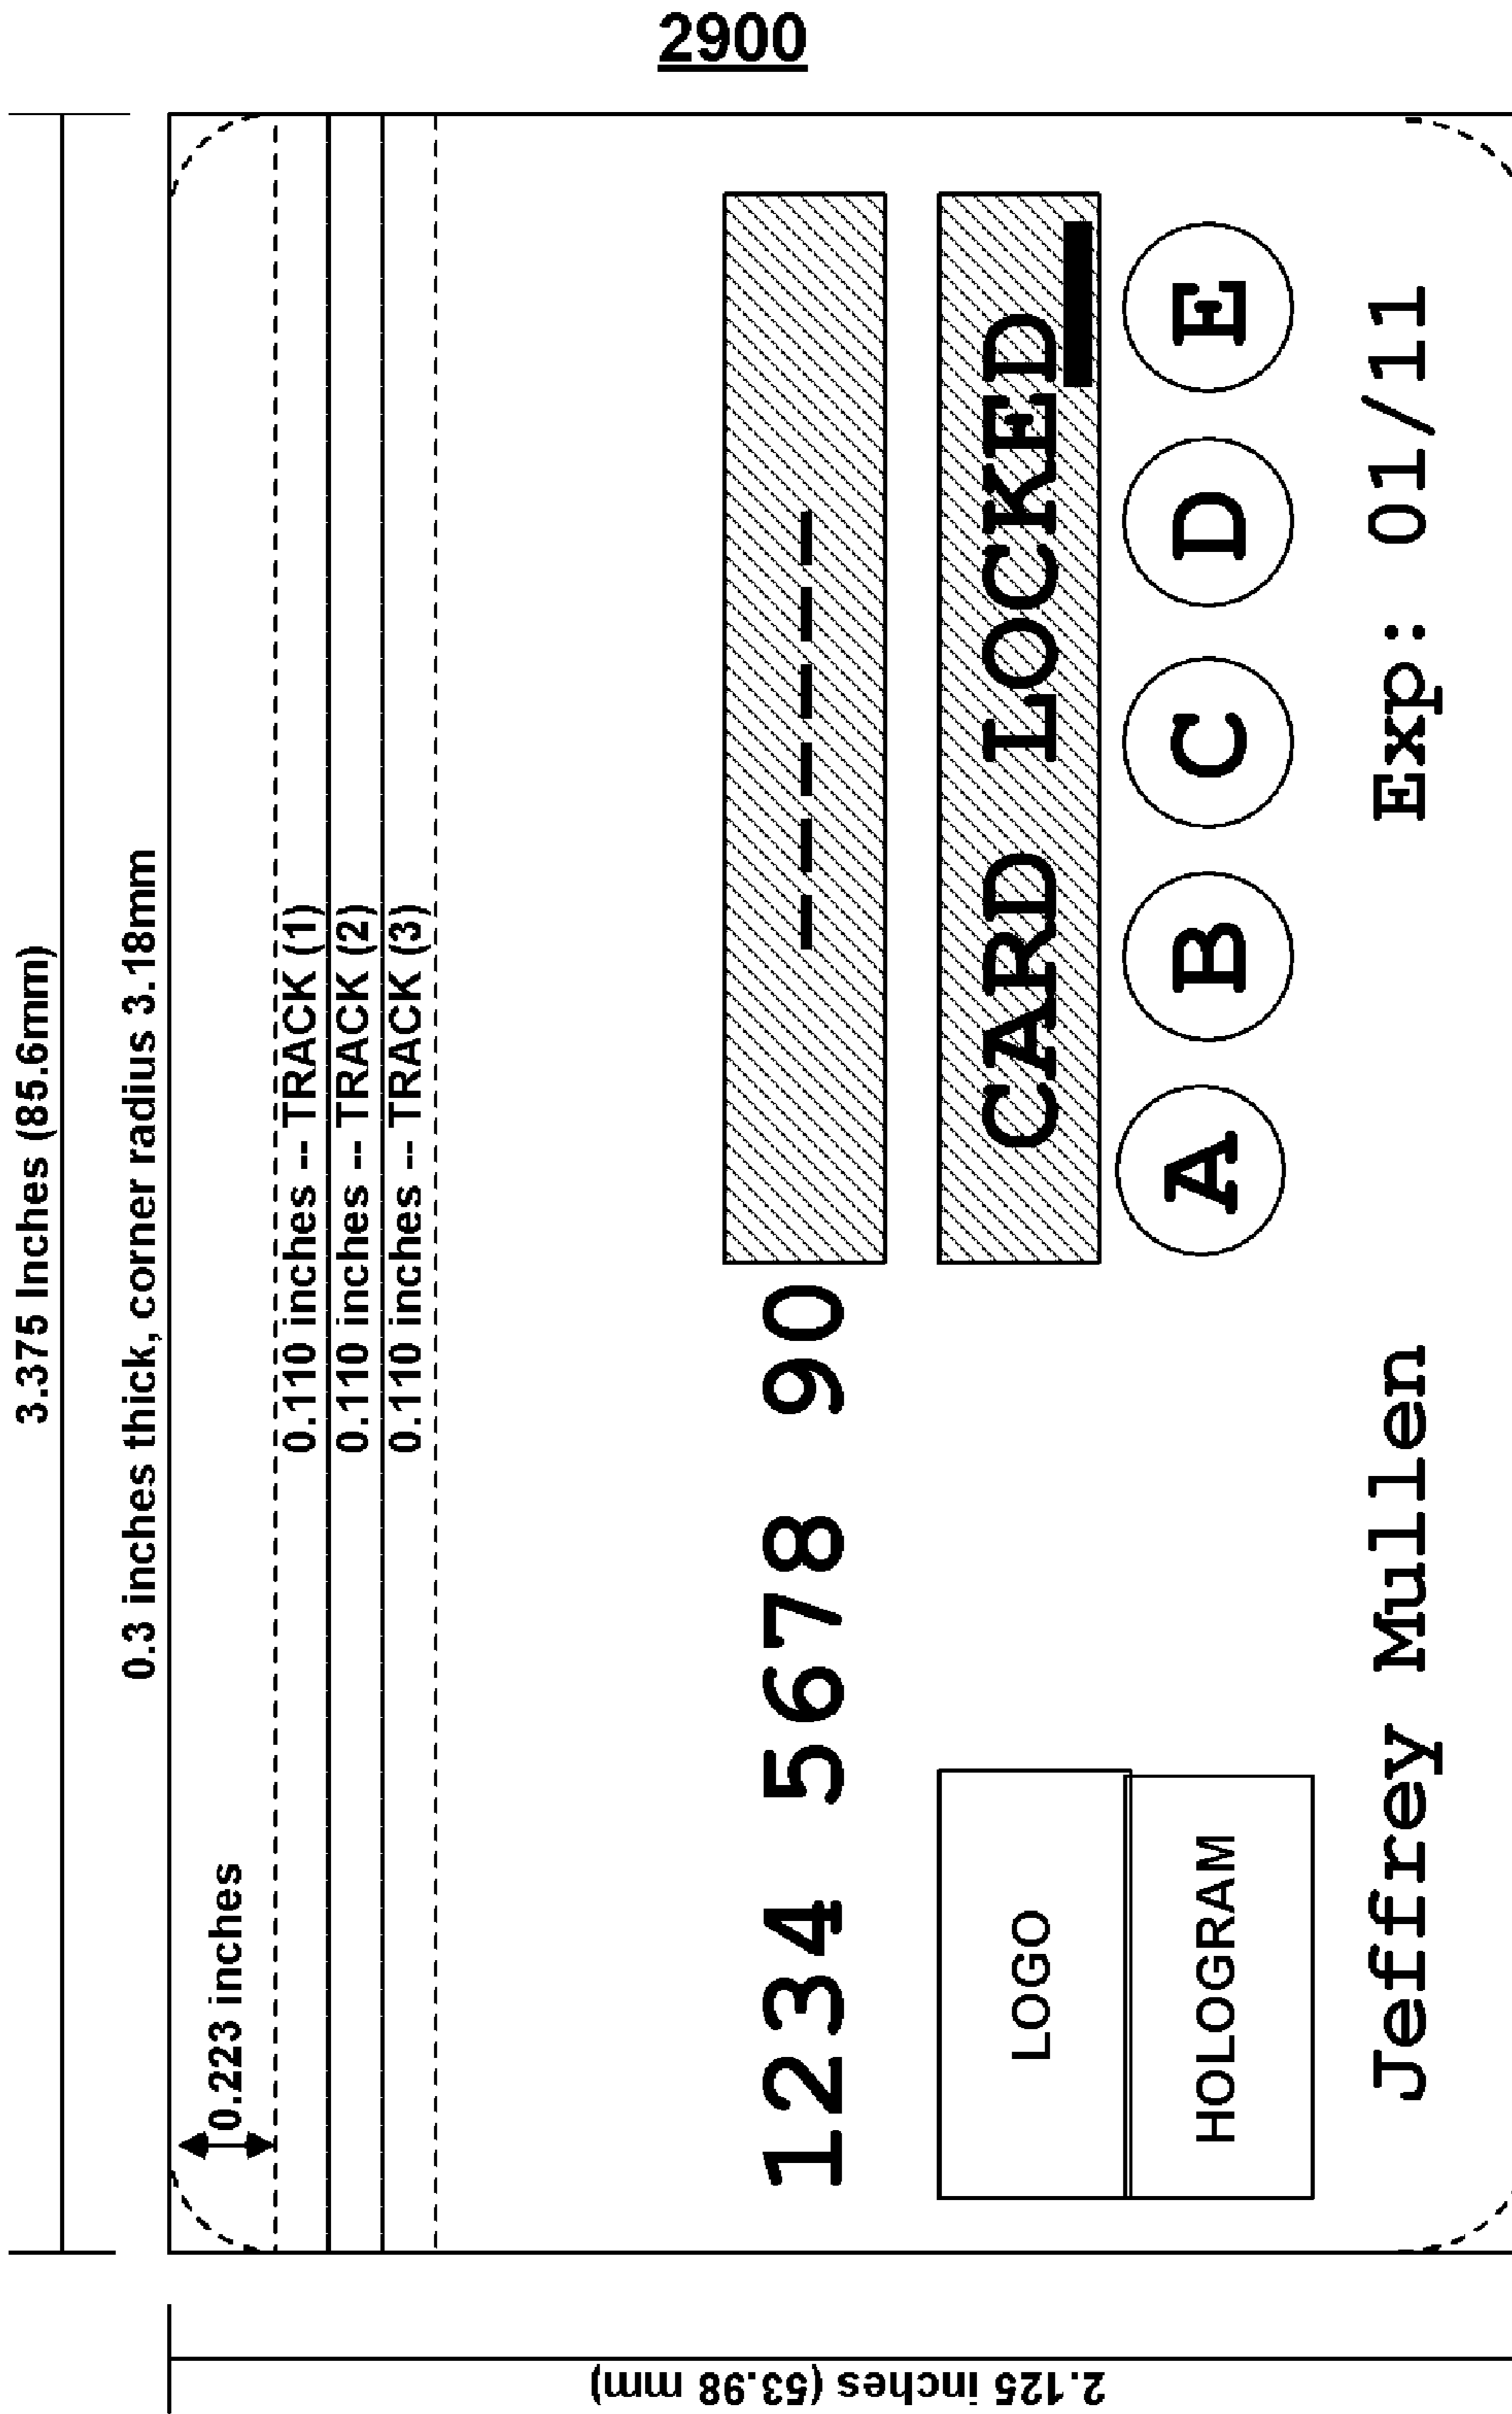 2900
3.375 Inches (85.6mm)
0.3 inches thick, corner radius 3.18mm
0.223 inches
0.110 inches -- TRACK (1)
0.110 inches -- TRACK (2)
0.110 inches -- TRACK (3)
2.125 inches (53.98 mm)
1234 5678 90 ------
LOGO
CARD LOCKED
HOLOGRAM
A B C D E
Jeffrey Mullen Exp: 01/11